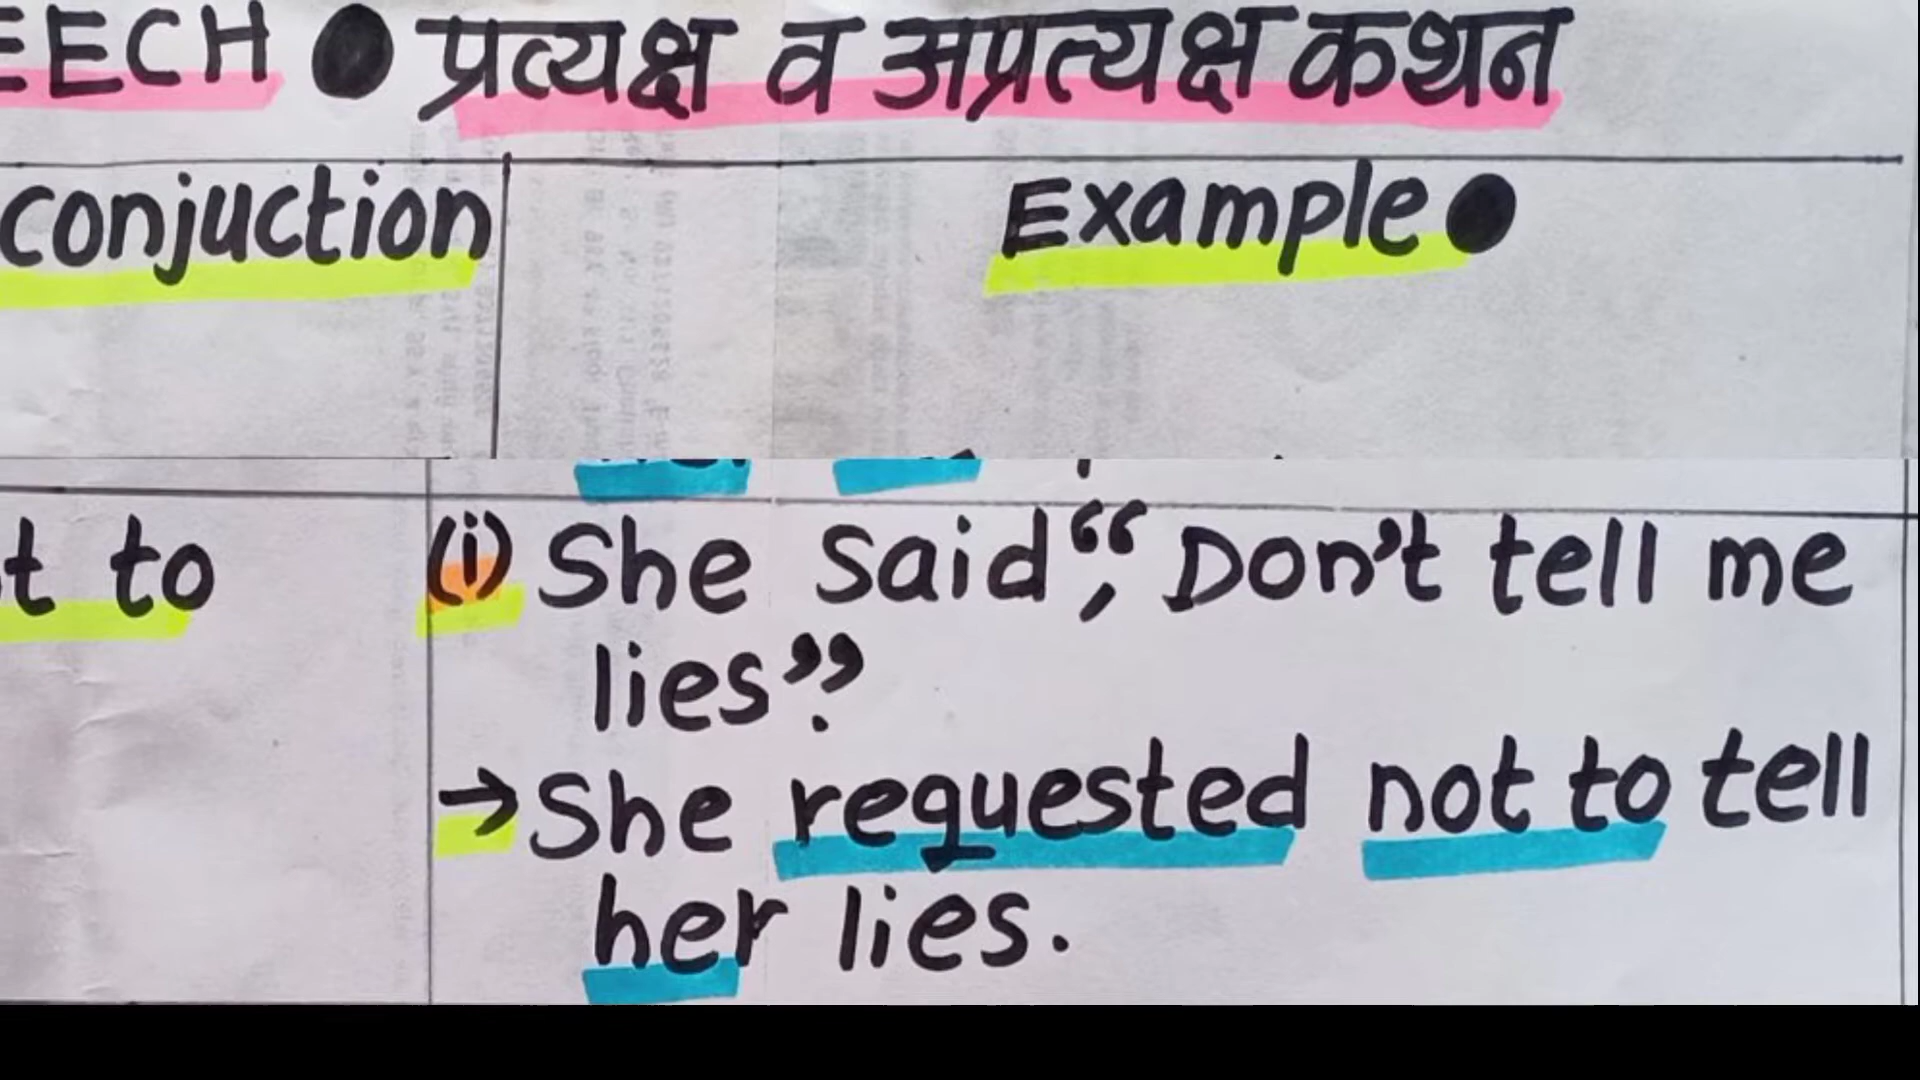 EECH ● प्रत्यक्ष व अप्रत्यक्ष कथन
conjuction
Example ●
t to
(i) She said, “Don't tell me
lies”.
→ She requested not to tell
her lies.